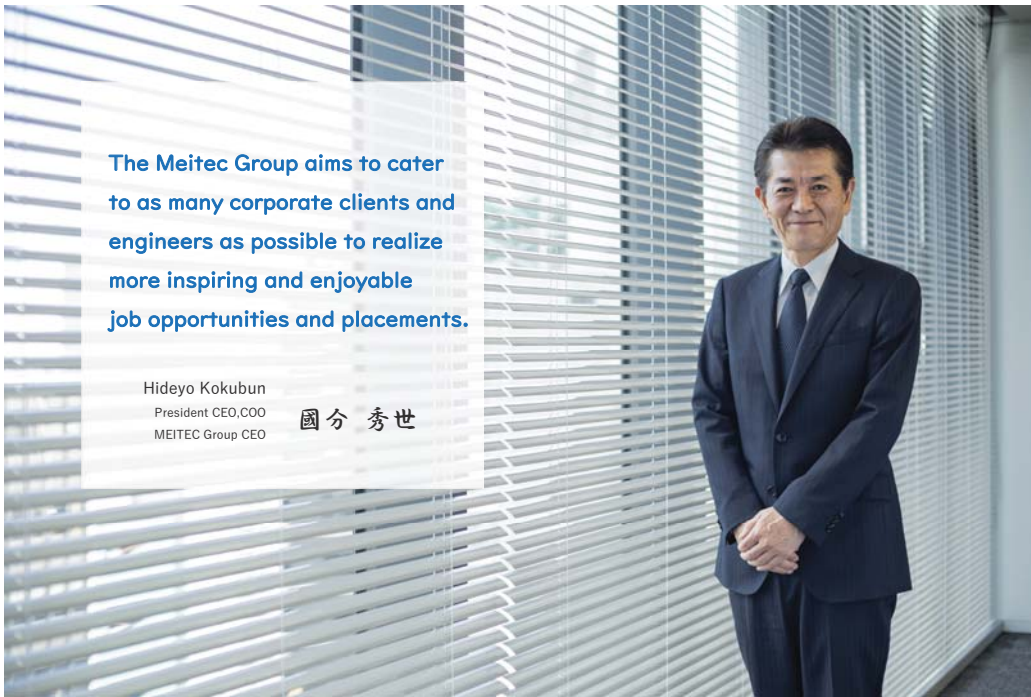 The Meitec Group aims to cater
to as many corporate clients and
engineers as possible to realize
more inspiring and enjoyable
job opportunities and placements.
Hideyo Kokubun
President CEO,COO
MEITEC Group CEO
國分 秀世